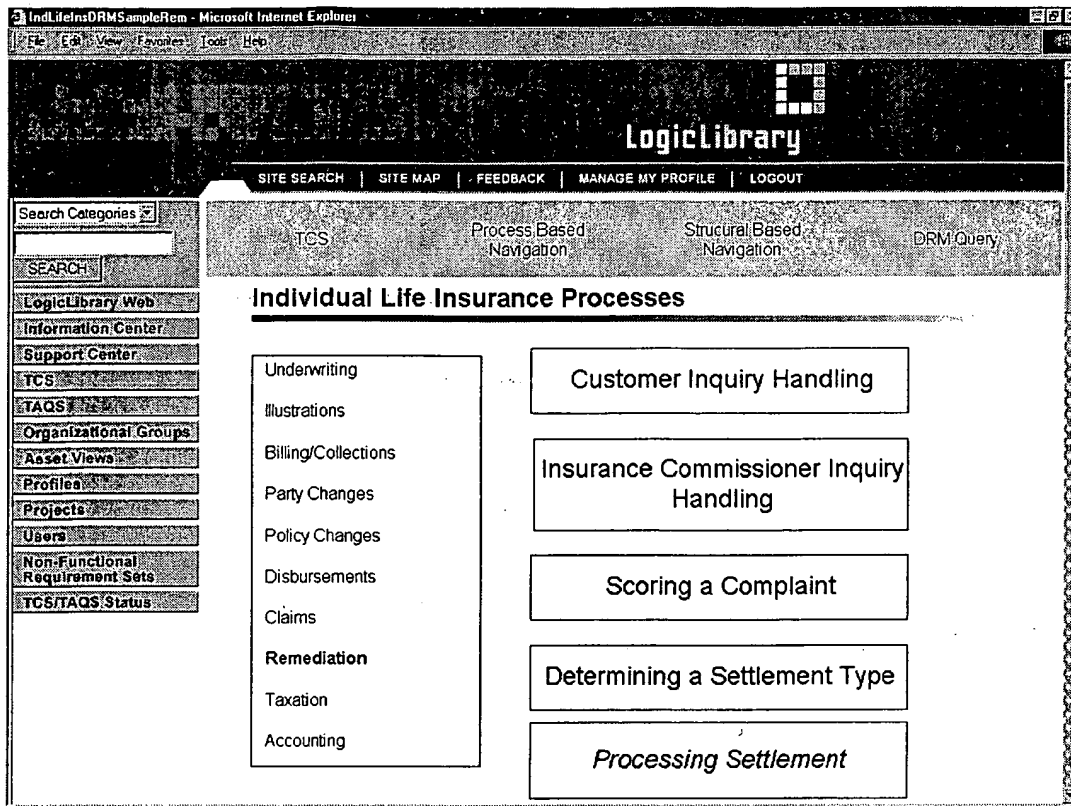 IndLifeInsDRMSampleRem - Microsoft Internet Explorer
File Edit View Favorites Tools Help
LogicLibrary
SITE SEARCH | SITE MAP | FEEDBACK | MANAGE MY PROFILE | LOGOUT
Search Categories
SEARCH
TCS
Process Based
Navigation
Strucural Based
Navigation
DRM Query
LogicLibrary Web
Information Center
Support Center
TCS
TAQS
Organizational Groups
Asset Views
Profiles
Projects
Users
Non-Functional
Requirement Sets
TCS/TAQS Status
Individual Life Insurance Processes
Underwriting
Illustrations
Billing/Collections
Party Changes
Policy Changes
Disbursements
Claims
Remediation
Taxation
Accounting
Customer Inquiry Handling
Insurance Commissioner Inquiry
Handling
Scoring a Complaint
Determining a Settlement Type
Processing Settlement